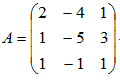 A = ( 2 -4 1
1 -5 3
1 -1 1 ) .